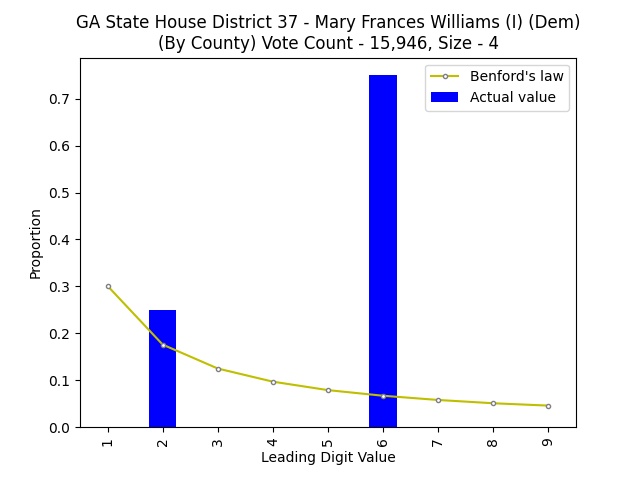 GA State House District 37 - Mary Frances Williams (I) (Dem)
(By County) Vote Count - 15,946, Size - 4
Benford's law
Actual value
0.7
0.6
0.5
0.4
0.3
0.2
0.1
0.0
Proportion
1 2 3 4 5 6 7 8 9
Leading Digit Value